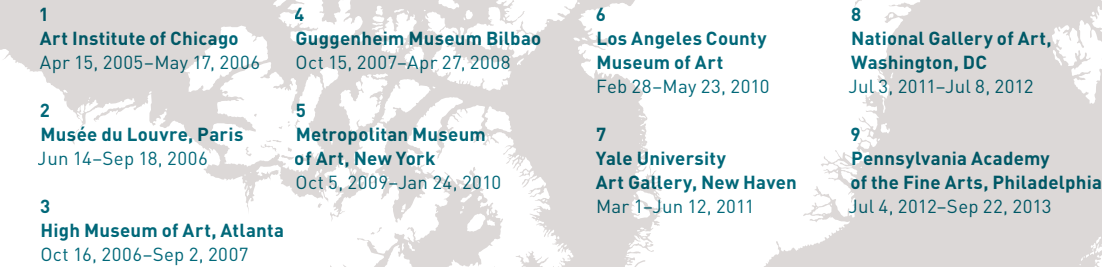 1
Art Institute of Chicago
Apr 15, 2005–May 17, 2006
2
Musée du Louvre, Paris
Jun 14–Sep 18, 2006
3
High Museum of Art, Atlanta
Oct 16, 2006–Sep 2, 2007
4
Guggenheim Museum Bilbao
Oct 15, 2007–Apr 27, 2008
5
Metropolitan Museum
of Art, New York
Oct 5, 2009–Jan 24, 2010
6
Los Angeles County
Museum of Art
Feb 28–May 23, 2010
7
Yale University
Art Gallery, New Haven
Mar 1–Jun 12, 2011
8
National Gallery of Art,
Washington, DC
Jul 3, 2011–Jul 8, 2012
9
Pennsylvania Academy
of the Fine Arts, Philadelphia
Jul 4, 2012–Sep 22, 2013